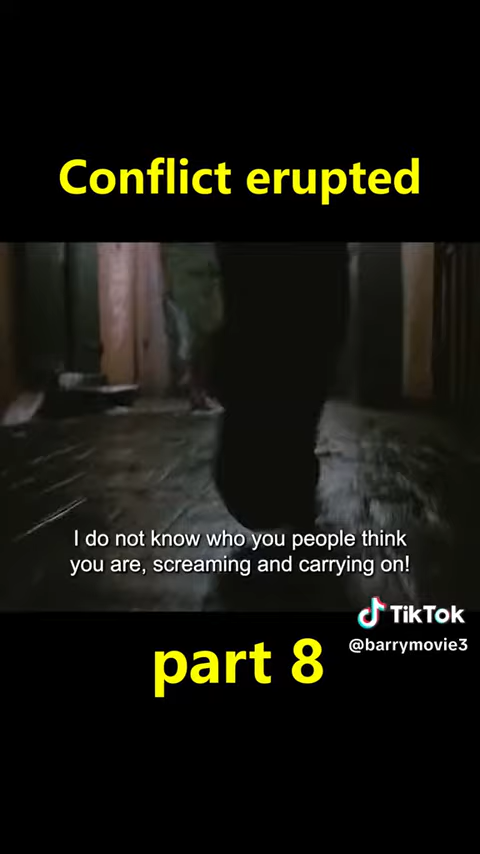 Conflict erupted
I do not know who you people think
you are, screaming and carrying on!
TikTok
@barrymovie3
part 8